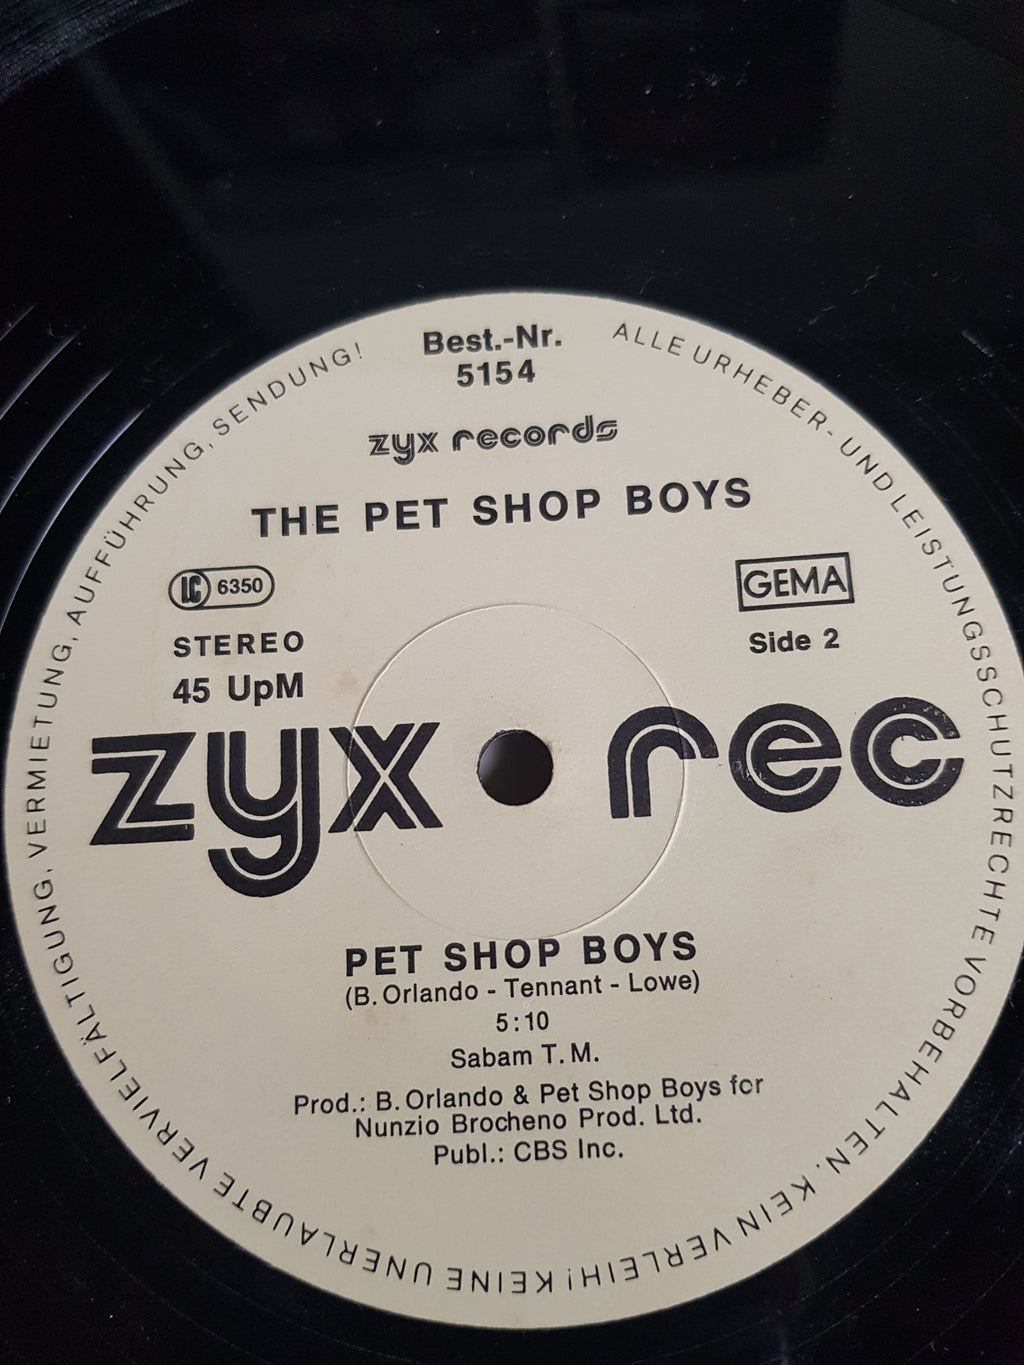 Best.-Nr.
5154
zyx records
THE PET SHOP BOYS
LC 6350
GEMA
STEREO
Side 2
45 UpM
zyx rec
PET SHOP BOYS
(B. Orlando - Tennant - Lowe)
5:10
Sabam T. M.
Prod.: B. Orlando & Pet Shop Boys for
Nunzio Brocheno Prod. Ltd.
Publ.: CBS Inc.
ALLE URHEBER- UND LEISTUNGSSCHUTZRECHTE VORBEHALTEN. KEIN VERLEIH! KEINE UNERLAUBTE VERVIELFÄLTIGUNG, VERMIETUNG, AUFFÜHRUNG, SENDUNG!